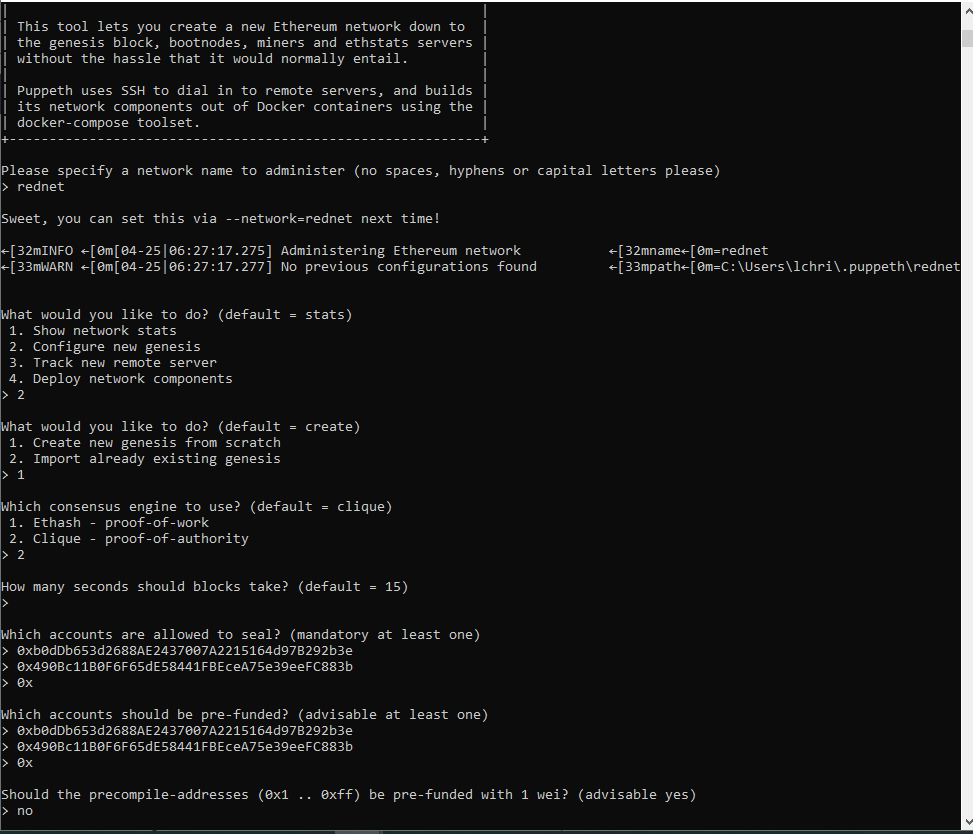 | This tool lets you create a new Ethereum network down to |
| the genesis block, bootnodes, miners and ethstats servers |
| without the hassle that it would normally entail. |
| Puppeth uses SSH to dial in to remote servers, and builds |
| its network components out of Docker containers using the |
| docker-compose toolset. |
+-----------------------------------------------------------+
Please specify a network name to administer (no spaces, hyphens or capital letters please)
> rednet
Sweet, you can set this via --network=rednet next time!
←[32mINFO ←[0m[04-25|06:27:17.275] Administering Ethereum network ←[32mname←[0m=rednet
←[33mWARN ←[0m[04-25|06:27:17.277] No previous configurations found ←[33mpath←[0m=C:\Users\lchri\.puppeth\rednet
What would you like to do? (default = stats)
1. Show network stats
2. Configure new genesis
3. Track new remote server
4. Deploy network components
> 2
What would you like to do? (default = create)
1. Create new genesis from scratch
2. Import already existing genesis
> 1
Which consensus engine to use? (default = clique)
1. Ethash - proof-of-work
2. Clique - proof-of-authority
> 2
How many seconds should blocks take? (default = 15)
>
Which accounts are allowed to seal? (mandatory at least one)
> 0xb0dDb653d2688AE2437007A2215164d97B292b3e
> 0x490Bc11B0F6F65dE58441FBEceA75e39eeFC883b
> 0x
Which accounts should be pre-funded? (advisable at least one)
> 0xb0dDb653d2688AE2437007A2215164d97B292b3e
> 0x490Bc11B0F6F65dE58441FBEceA75e39eeFC883b
> 0x
Should the precompile-addresses (0x1 .. 0xff) be pre-funded with 1 wei? (advisable yes)
> no